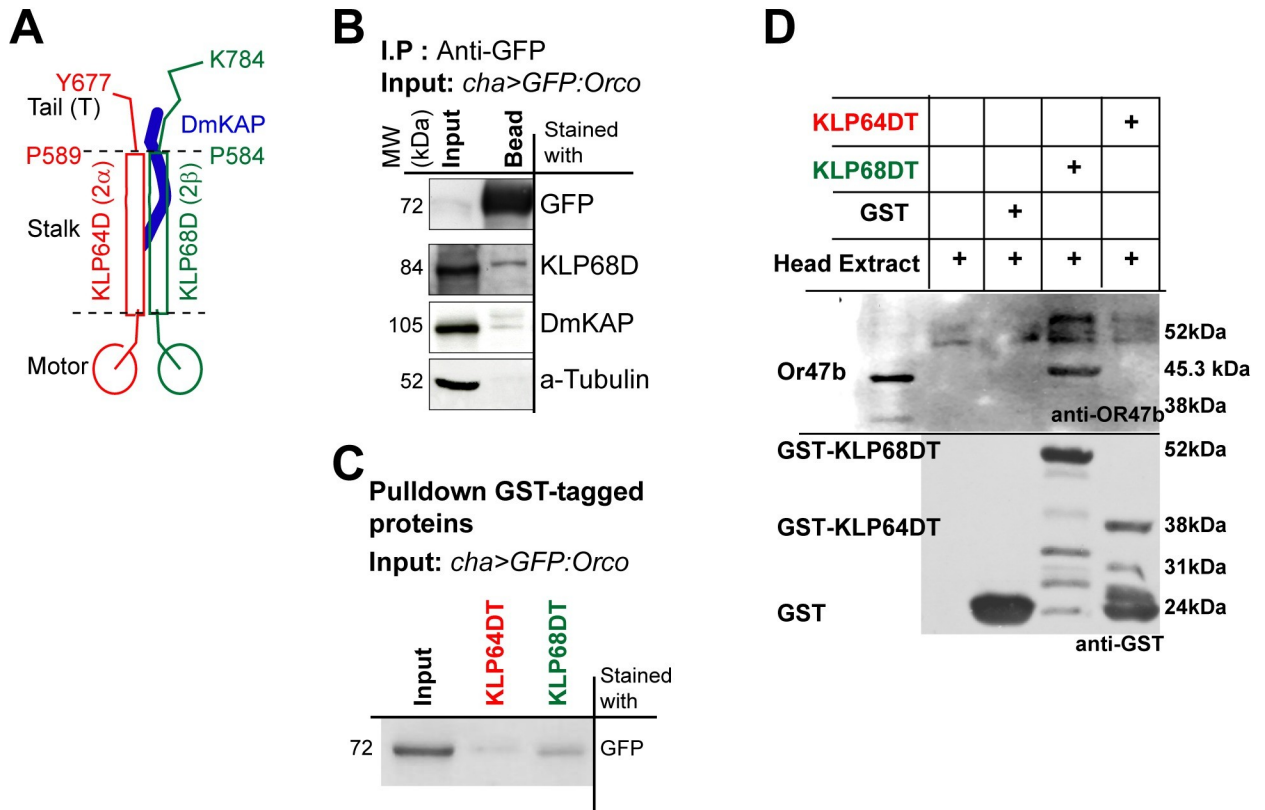 A
K784
Y677
Tail (T)
DmKAP
P589
P584
KLP64D (2α)
KLP68D (2β)
Stalk
Motor
B
I.P : Anti-GFP
Input: cha>GFP:Orco
MW
(kDa)
Input
Bead
Stained
with
72
GFP
84
KLP68D
105
DmKAP
52
a-Tubulin
C
Pulldown GST-tagged
proteins
Input: cha>GFP:Orco
Input
KLP64DT
KLP68DT
Stained
with
72
GFP
D
KLP64DT +
KLP68DT +
GST +
Head Extract + + + +
52kDa
Or47b
45.3 kDa
38kDa
anti-OR47b
GST-KLP68DT
52kDa
GST-KLP64DT
38kDa
31kDa
GST
24kDa
anti-GST